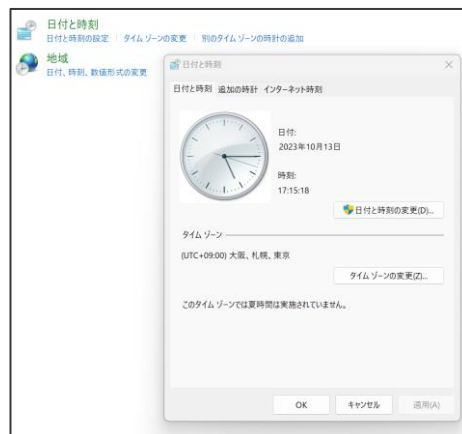 日付と時刻
日付と時刻の設定 タイム ゾーンの変更 別のタイム ゾーンの時計の追加
地域
日付、時刻、数値形式の変更
日付と時刻
日付と時刻 追加の時計 インターネット時刻
日付:
2023年10月13日
時刻:
17:15:18
日付と時刻の変更(D)...
タイム ゾーン
(UTC+09:00) 大阪、札幌、東京
タイム ゾーンの変更(Z)...
このタイム ゾーンでは夏時間は実施されていません。
OK キャンセル 適用(A)